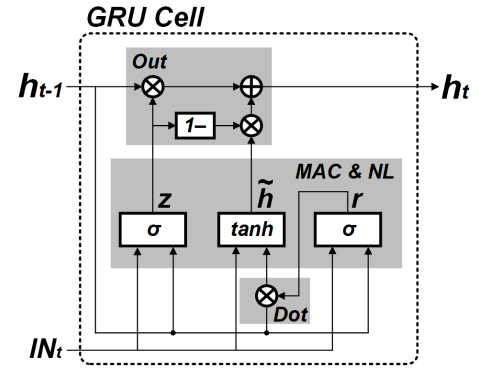 GRU Cell
Out
h_{t-1}
h_t
1–
MAC & NL
z
h̃
r
σ
tanh
σ
Dot
IN_t